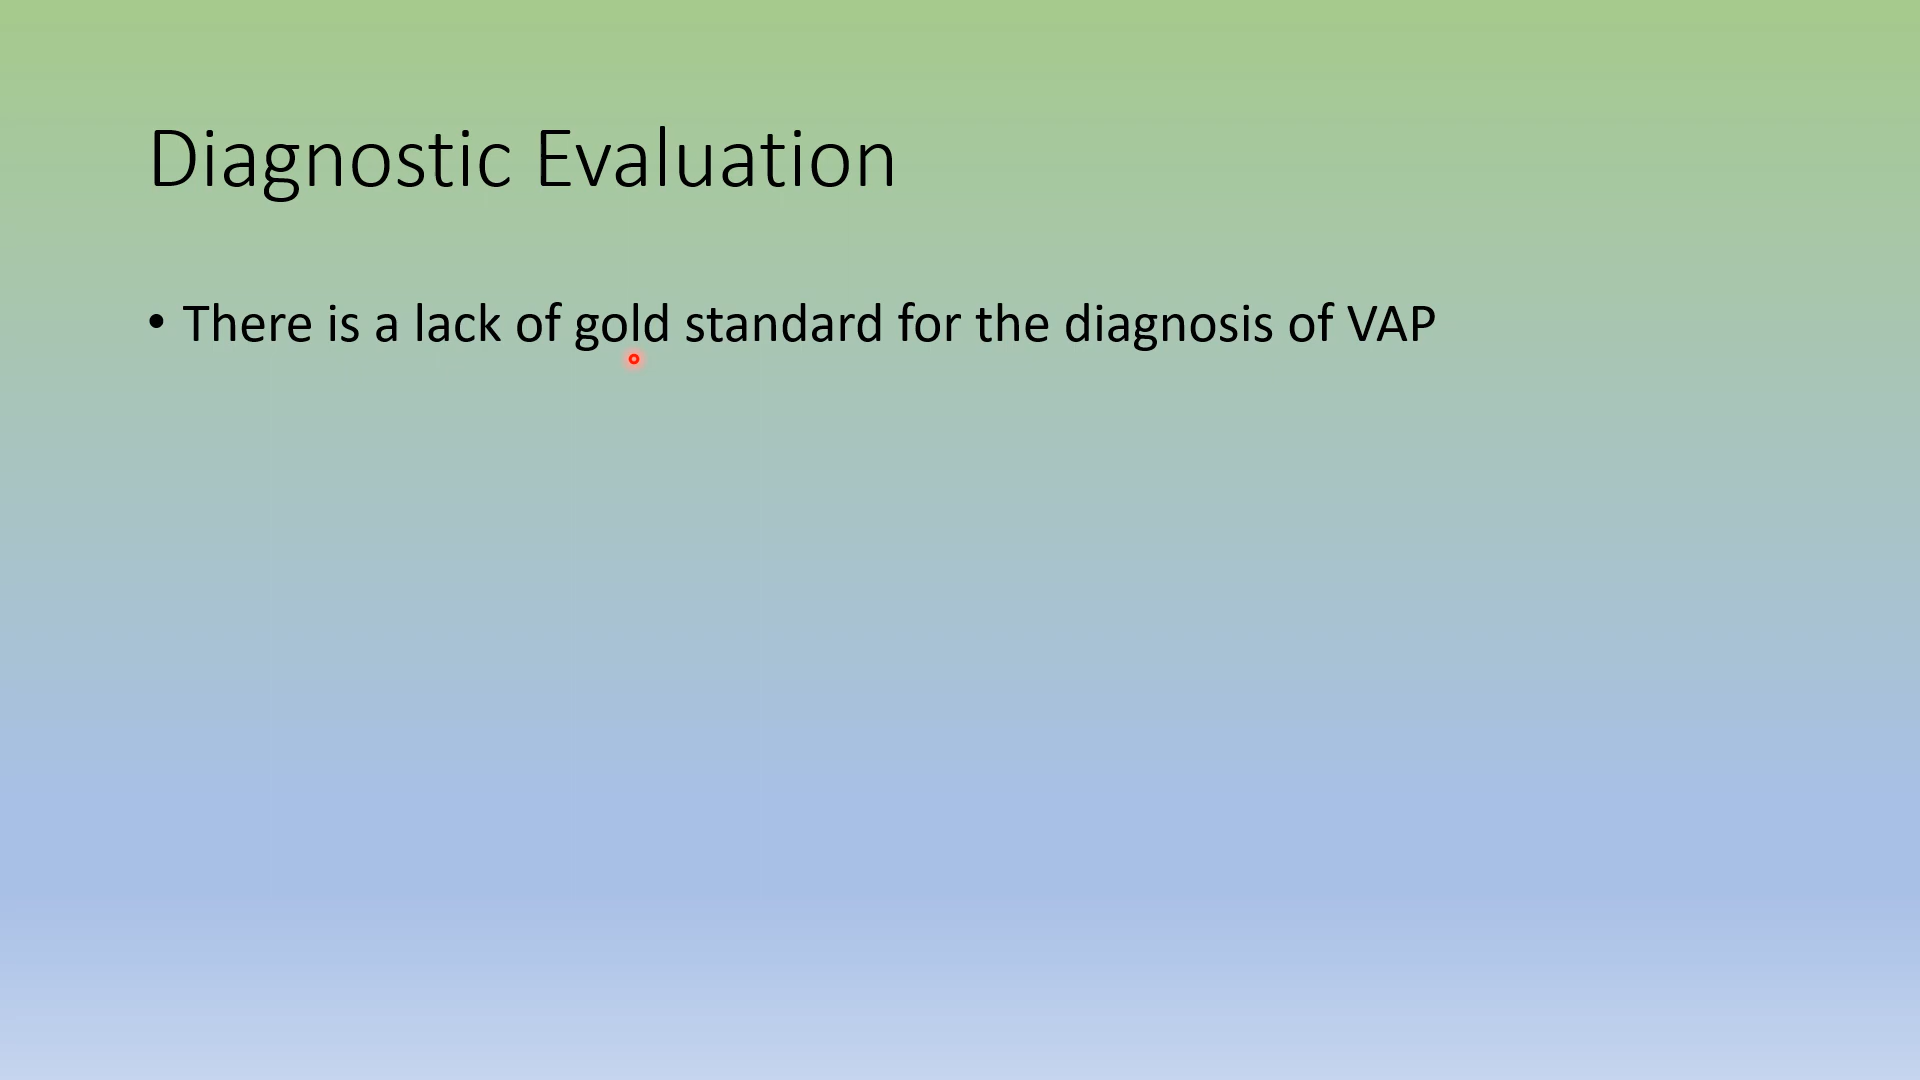 Diagnostic Evaluation
• There is a lack of gold standard for the diagnosis of VAP